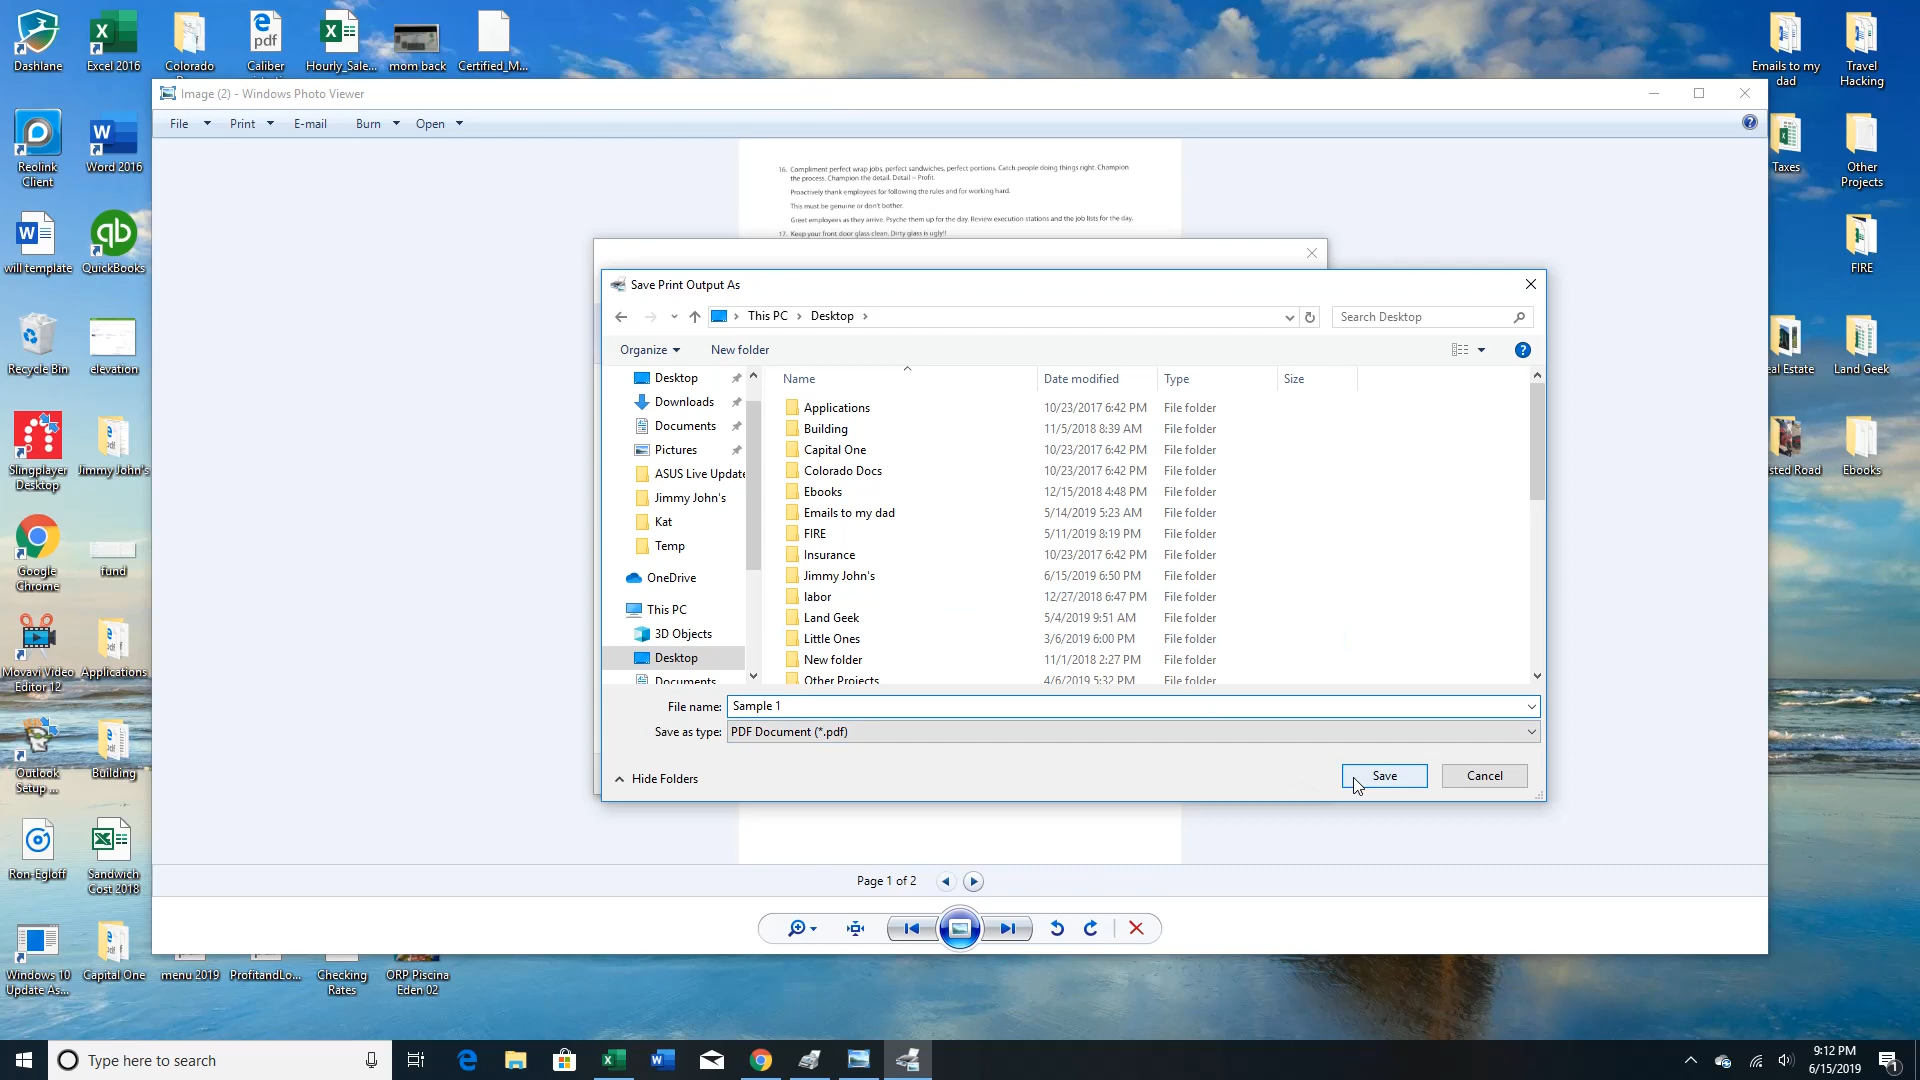 Dashlane
Excel 2016
Colorado
Caliber
Hourly_Sale...
mom back
Certified_M...
Emails to my
dad
Travel
Hacking
Image (2) - Windows Photo Viewer
File
Print
E-mail
Burn
Open
16. Compliment perfect wrap jobs, perfect sandwiches, perfect portions. Catch people doing things right. Champion
the process. Champion the detail. Detail = Profit.
Proactively thank employees for following the rules and for working hard.
This must be genuine or don't bother.
Greet employees as they arrive. Psyche them up for the day. Review execution stations and the job lists for the day.
17. Keep your front door glass clean. Dirty glass is ugly!!
Save Print Output As
This PC
Desktop
Search Desktop
Organize
New folder
Desktop
Downloads
Documents
Pictures
ASUS Live Update
Jimmy John's
Kat
Temp
OneDrive
This PC
3D Objects
Desktop
Documents
Name
Date modified
Type
Size
Applications 10/23/2017 6:42 PM File folder
Building 11/5/2018 8:39 AM File folder
Capital One 10/23/2017 6:42 PM File folder
Colorado Docs 10/23/2017 6:42 PM File folder
Ebooks 12/15/2018 4:48 PM File folder
Emails to my dad 5/14/2019 5:23 AM File folder
FIRE 5/11/2019 8:19 PM File folder
Insurance 10/23/2017 6:42 PM File folder
Jimmy John's 6/15/2019 6:50 PM File folder
labor 12/27/2018 6:47 PM File folder
Land Geek 5/4/2019 9:51 AM File folder
Little Ones 3/6/2019 6:00 PM File folder
New folder 11/1/2018 2:27 PM File folder
Other Projects 4/6/2019 5:32 PM File folder
File name: Sample 1
Save as type: PDF Document (*.pdf)
Hide Folders
Save
Cancel
Page 1 of 2
Reolink
Client
Word 2016
will template
QuickBooks
Recycle Bin
elevation
Slingplayer
Desktop
Jimmy John's
Google
Chrome
fund
Movavi Video
Editor 12
Applications
Outlook
Setup ...
Building
Ron-Egloff
Sandwich
Cost 2018
Windows 10
Update As...
Capital One
menu 2019
ProfitandLo...
Checking
Rates
ORP Piscina
Eden 02
Taxes
Other
Projects
FIRE
eal Estate
Land Geek
sted Road
Ebooks
Type here to search
9:12 PM
6/15/2019
1